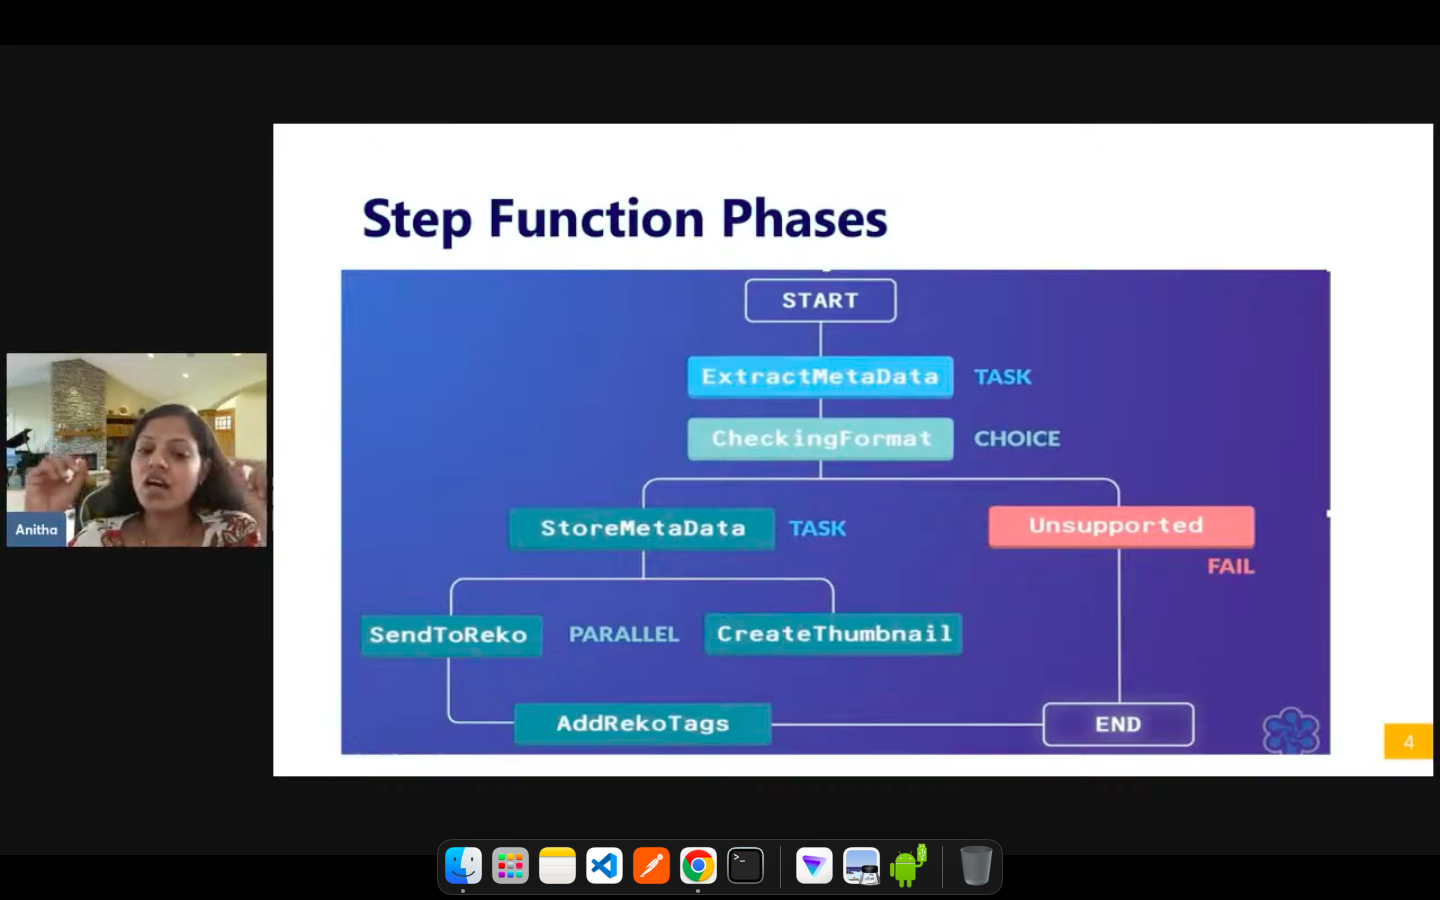 Step Function Phases
START
ExtractMetaData TASK
CheckingFormat CHOICE
StoreMetaData TASK
Unsupported
FAIL
SendToReko PARALLEL CreateThumbnail
AddRekoTags
END
4
Anitha
>_